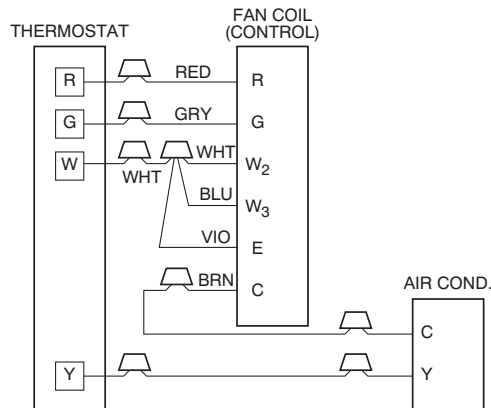 THERMOSTAT
FAN COIL
(CONTROL)
R RED R
G GRY G
W WHT WHT W2
BLU W3
VIO E
BRN C
AIR COND.
C
Y Y